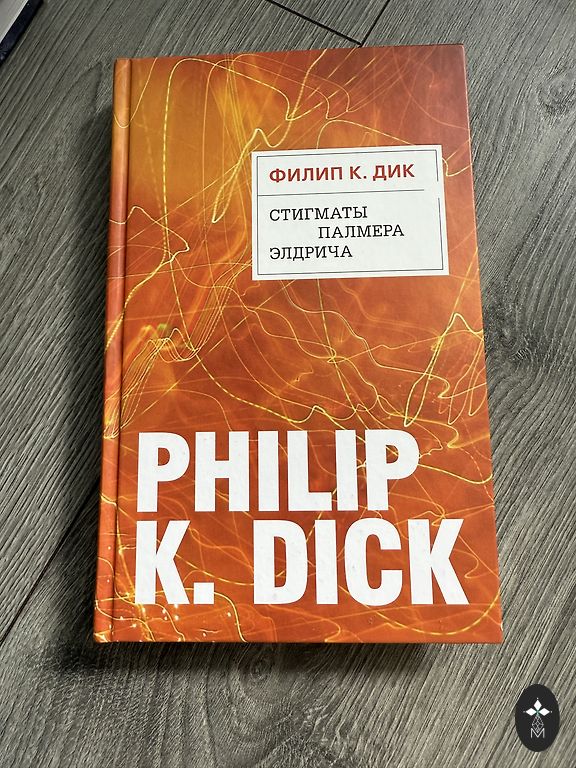 ФИЛИП К. ДИК
СТИГМАТЫ
ПАЛМЕРА
ЭЛДРИЧА
PHILIP
K. DICK
M